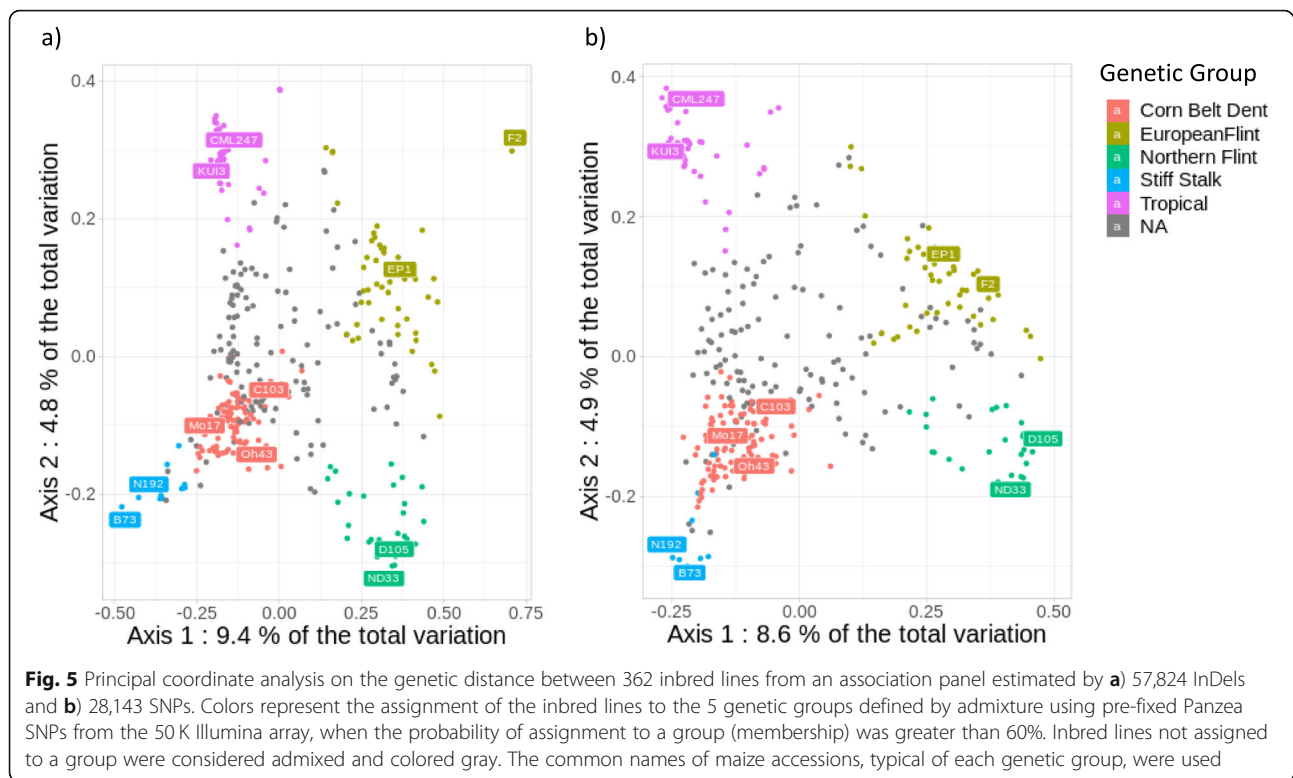 a)
0.4
0.2
0.0
-0.2
-0.50
-0.25
0.00
0.25
0.50
0.75
Axis 2 : 4.8 % of the total variation
Axis 1 : 9.4 % of the total variation
CML247
KUI3
F2
EP1
C103
Mo17
Oh43
N192
B73
D105
ND33
b)
0.4
0.2
0.0
-0.2
-0.25
0.00
0.25
0.50
Axis 2 : 4.9 % of the total variation
Axis 1 : 8.6 % of the total variation
CML247
KUI3
EP1
F2
C103
Mo17
Oh43
D105
ND33
N192
B73
Genetic Group
a Corn Belt Dent
a EuropeanFlint
a Northern Flint
a Stiff Stalk
a Tropical
a NA
Fig. 5 Principal coordinate analysis on the genetic distance between 362 inbred lines from an association panel estimated by a) 57,824 InDels
and b) 28,143 SNPs. Colors represent the assignment of the inbred lines to the 5 genetic groups defined by admixture using pre-fixed Panzea
SNPs from the 50 K Illumina array, when the probability of assignment to a group (membership) was greater than 60%. Inbred lines not assigned
to a group were considered admixed and colored gray. The common names of maize accessions, typical of each genetic group, were used